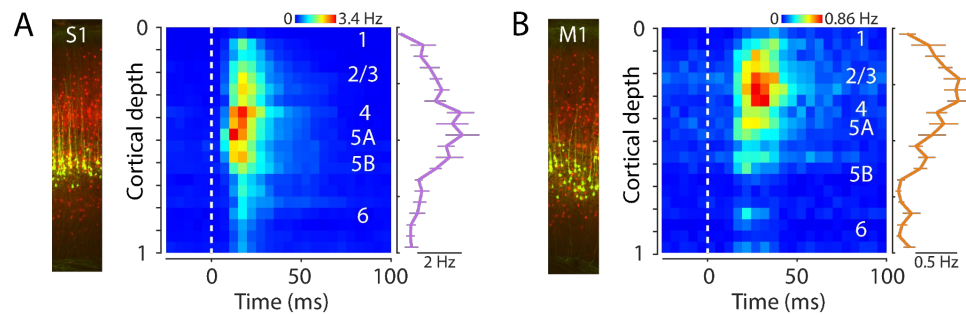 A
S1
0
3.4 Hz
0
1
Cortical depth
1
2/3
4
5A
5B
6
0
50
100
Time (ms)
2 Hz
B
M1
0
0.86 Hz
0
1
Cortical depth
1
2/3
4
5A
5B
6
0
50
100
Time (ms)
0.5 Hz